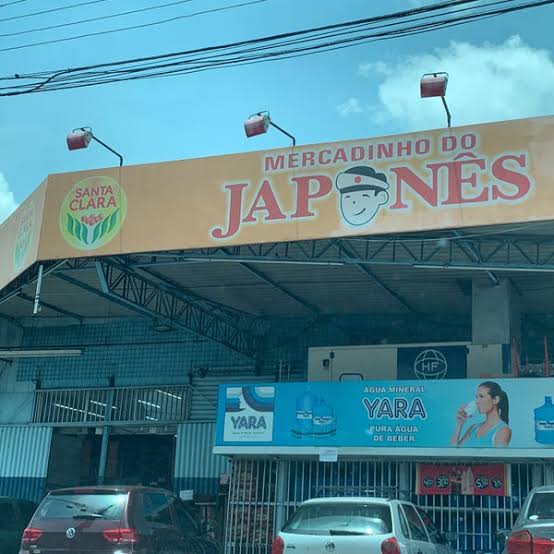 MERCADINHO DO
JAPONÊS
SANTA
CLARA
YARA
ÁGUA MINERAL
YARA
PURA ÁGUA
DE BEBER.
HF